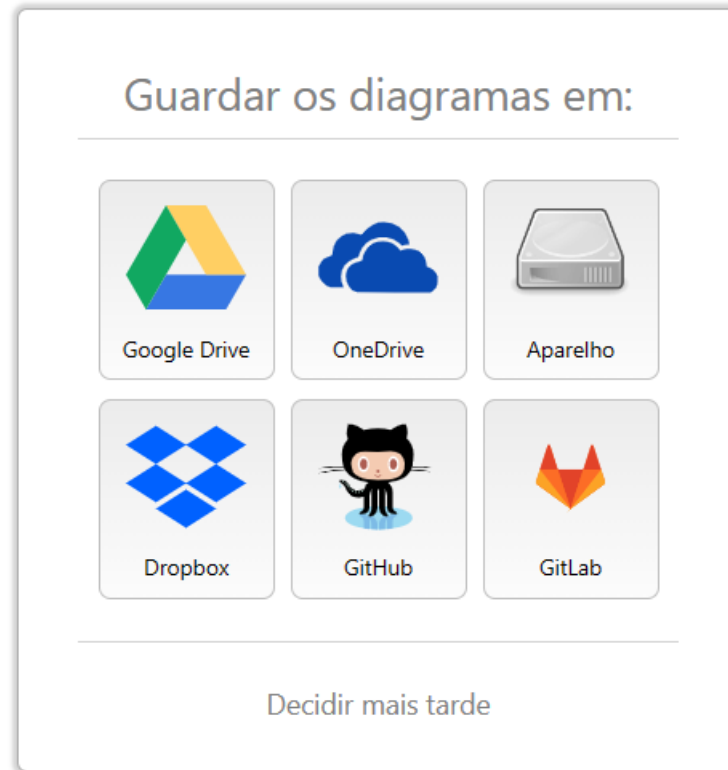 Guardar os diagramas em:
Google Drive
OneDrive
Aparelho
Dropbox
GitHub
GitLab
Decidir mais tarde